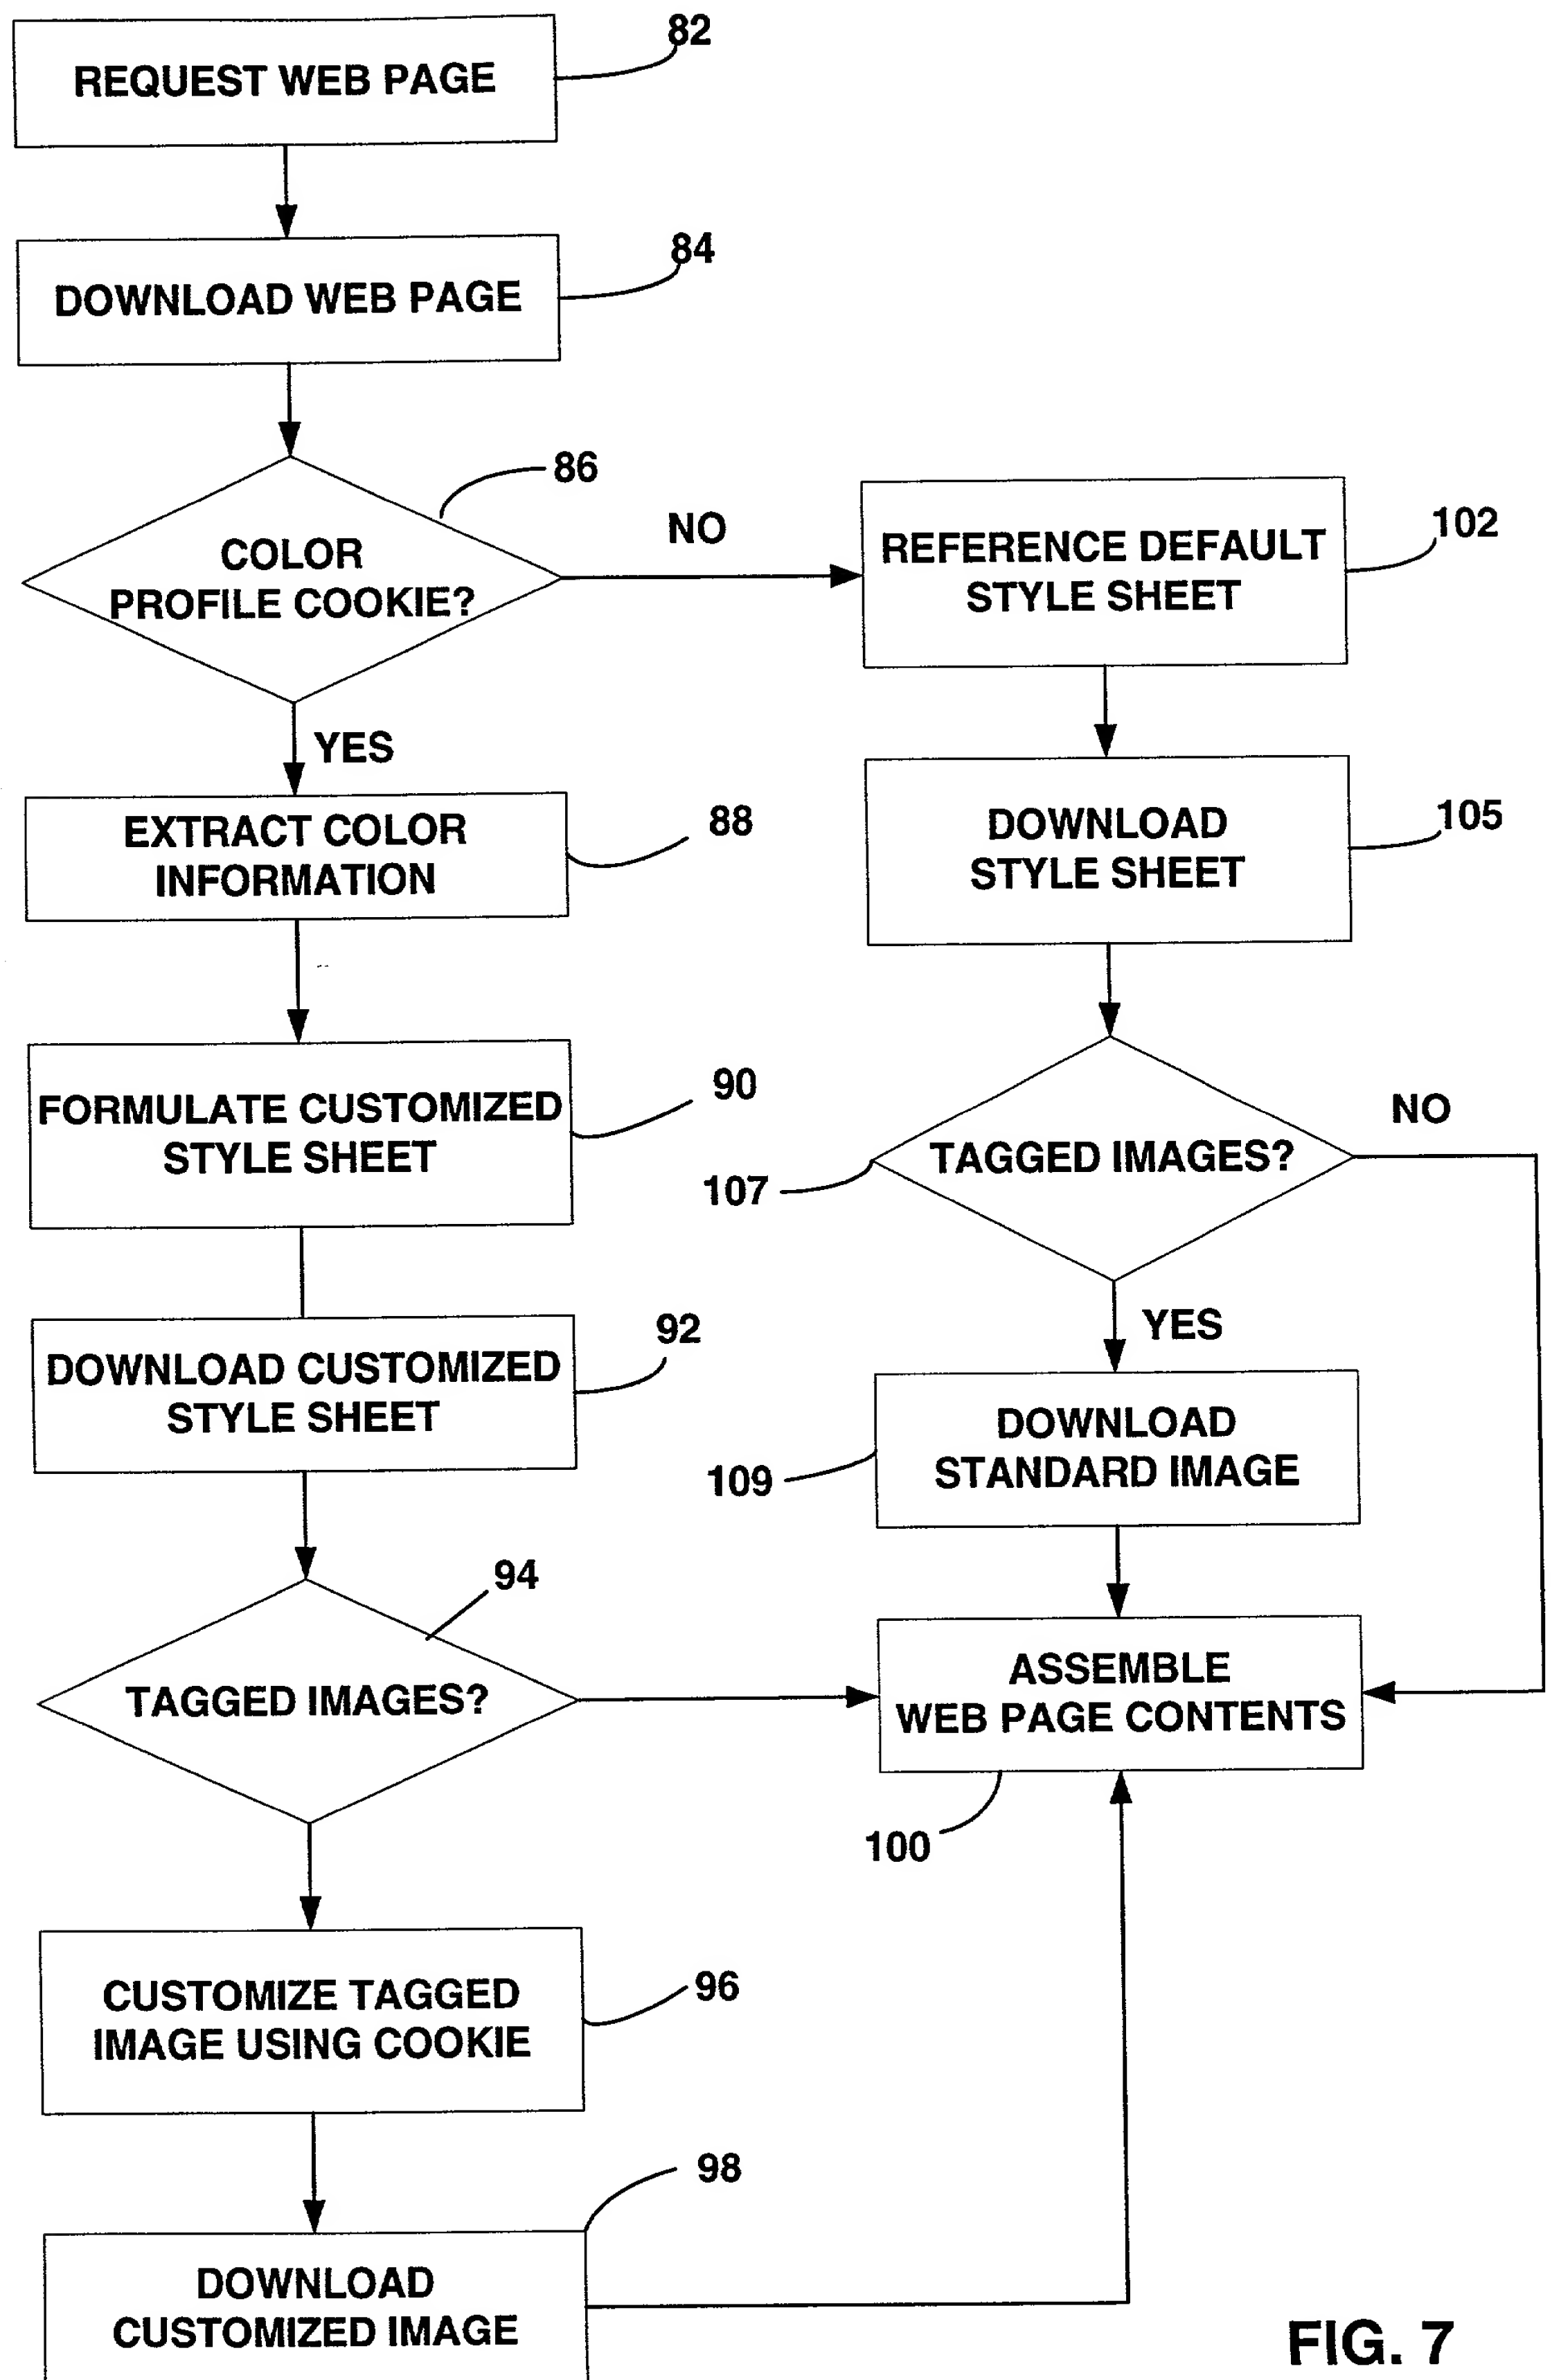 82
REQUEST WEB PAGE
84
DOWNLOAD WEB PAGE
86
COLOR
PROFILE COOKIE?
NO
YES
102
REFERENCE DEFAULT
STYLE SHEET
88
EXTRACT COLOR
INFORMATION
105
DOWNLOAD
STYLE SHEET
90
FORMULATE CUSTOMIZED
STYLE SHEET
107
TAGGED IMAGES?
NO
YES
92
DOWNLOAD CUSTOMIZED
STYLE SHEET
109
DOWNLOAD
STANDARD IMAGE
94
TAGGED IMAGES?
ASSEMBLE
WEB PAGE CONTENTS
100
96
CUSTOMIZE TAGGED
IMAGE USING COOKIE
98
DOWNLOAD
CUSTOMIZED IMAGE
FIG. 7